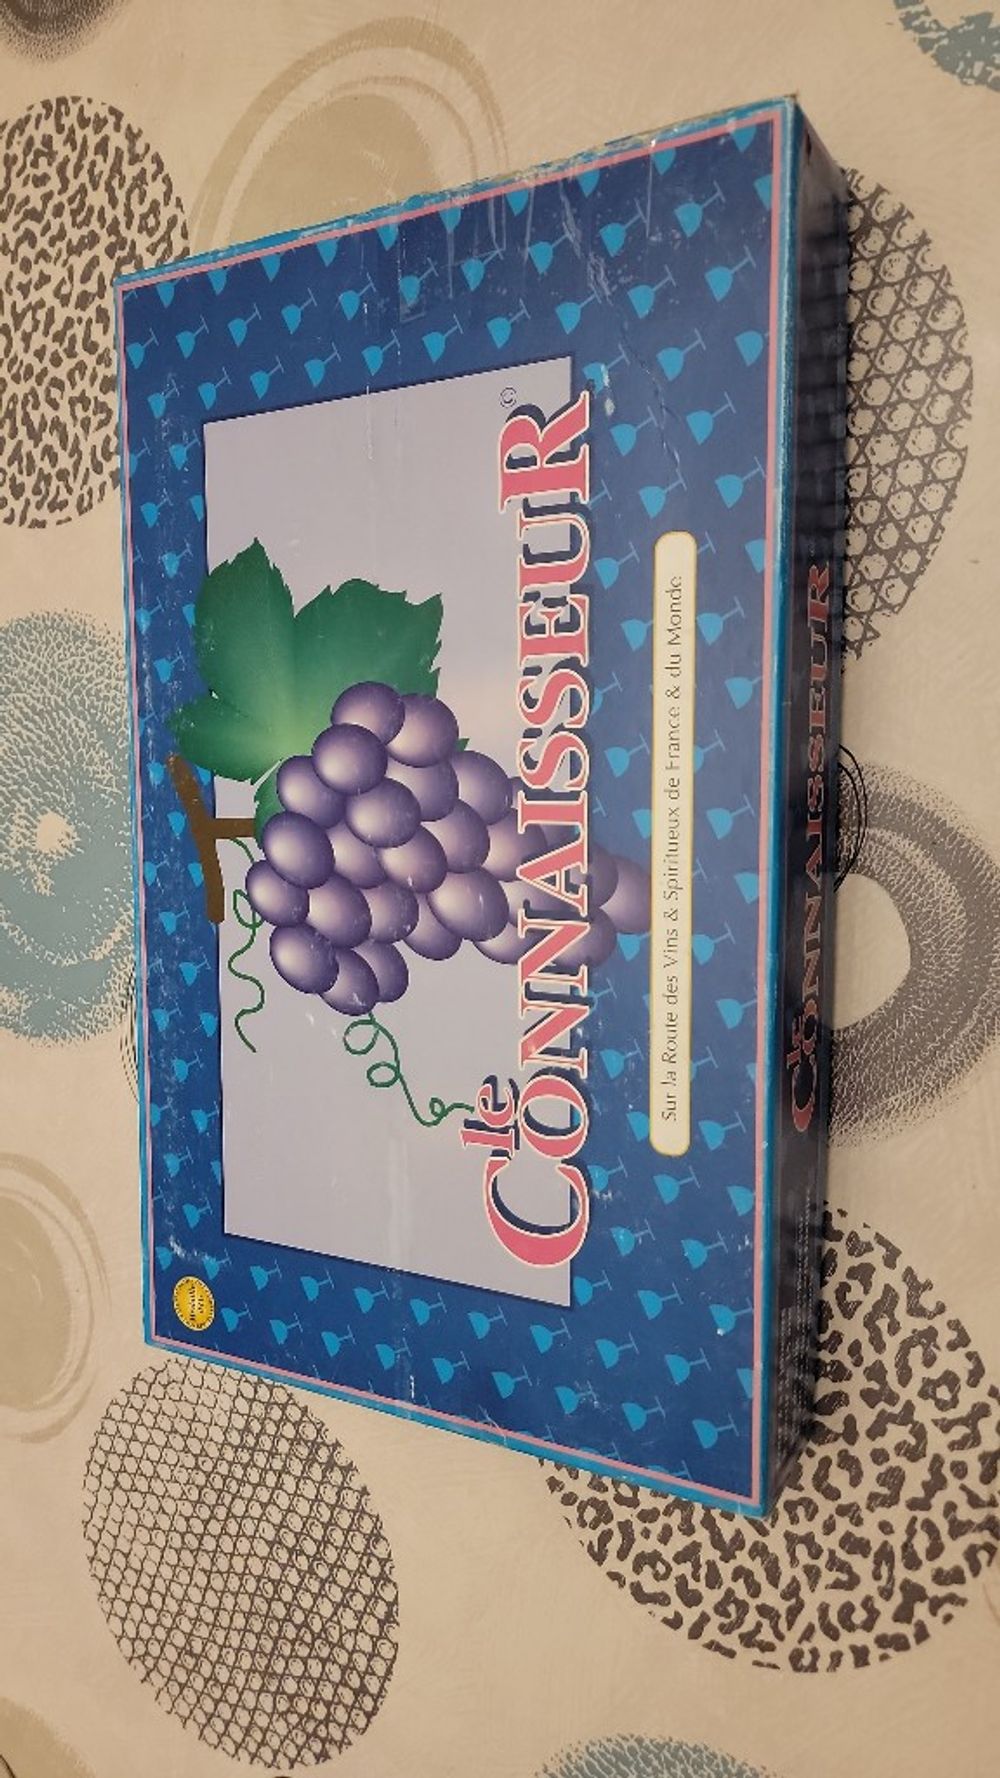 le
CONNAISSEUR ©
Sur la Route des Vins & Spiritueux de France & du Monde
le
CONNAISSEUR